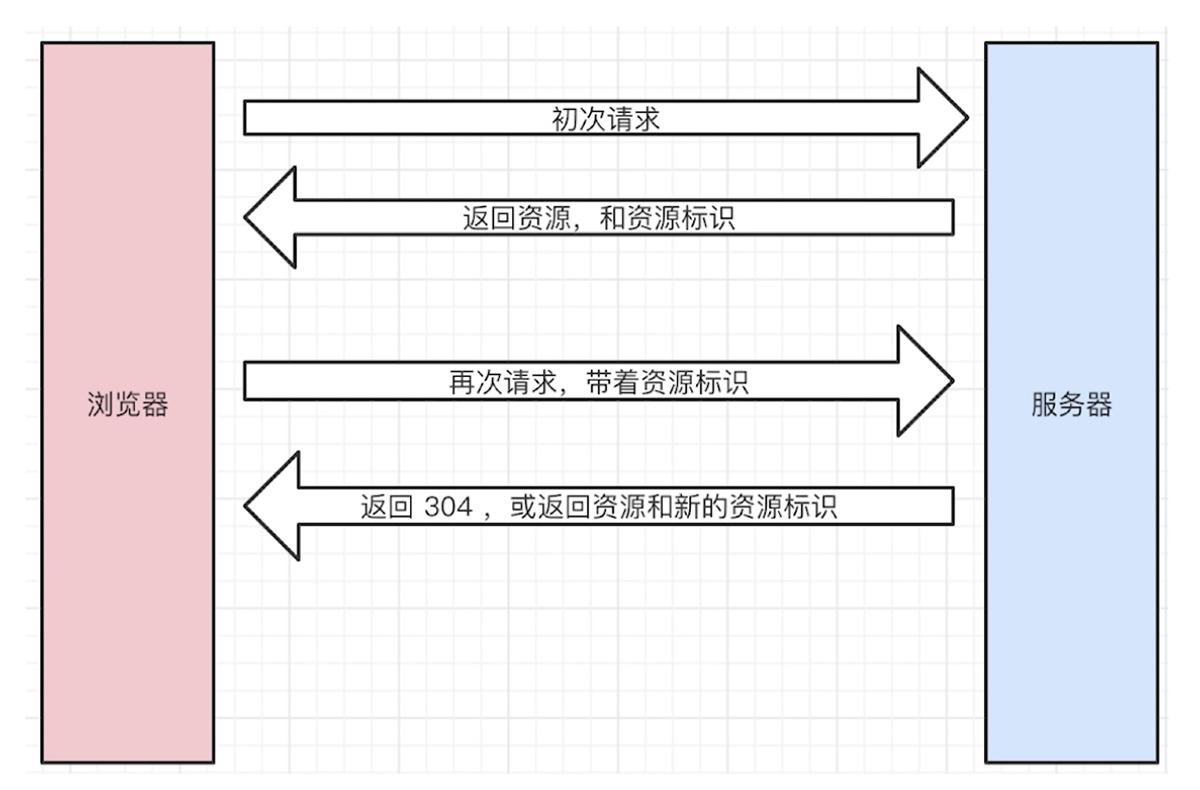 初次请求
返回资源，和资源标识
再次请求，带着资源标识
浏览器
服务器
返回 304 ，或返回资源和新的资源标识